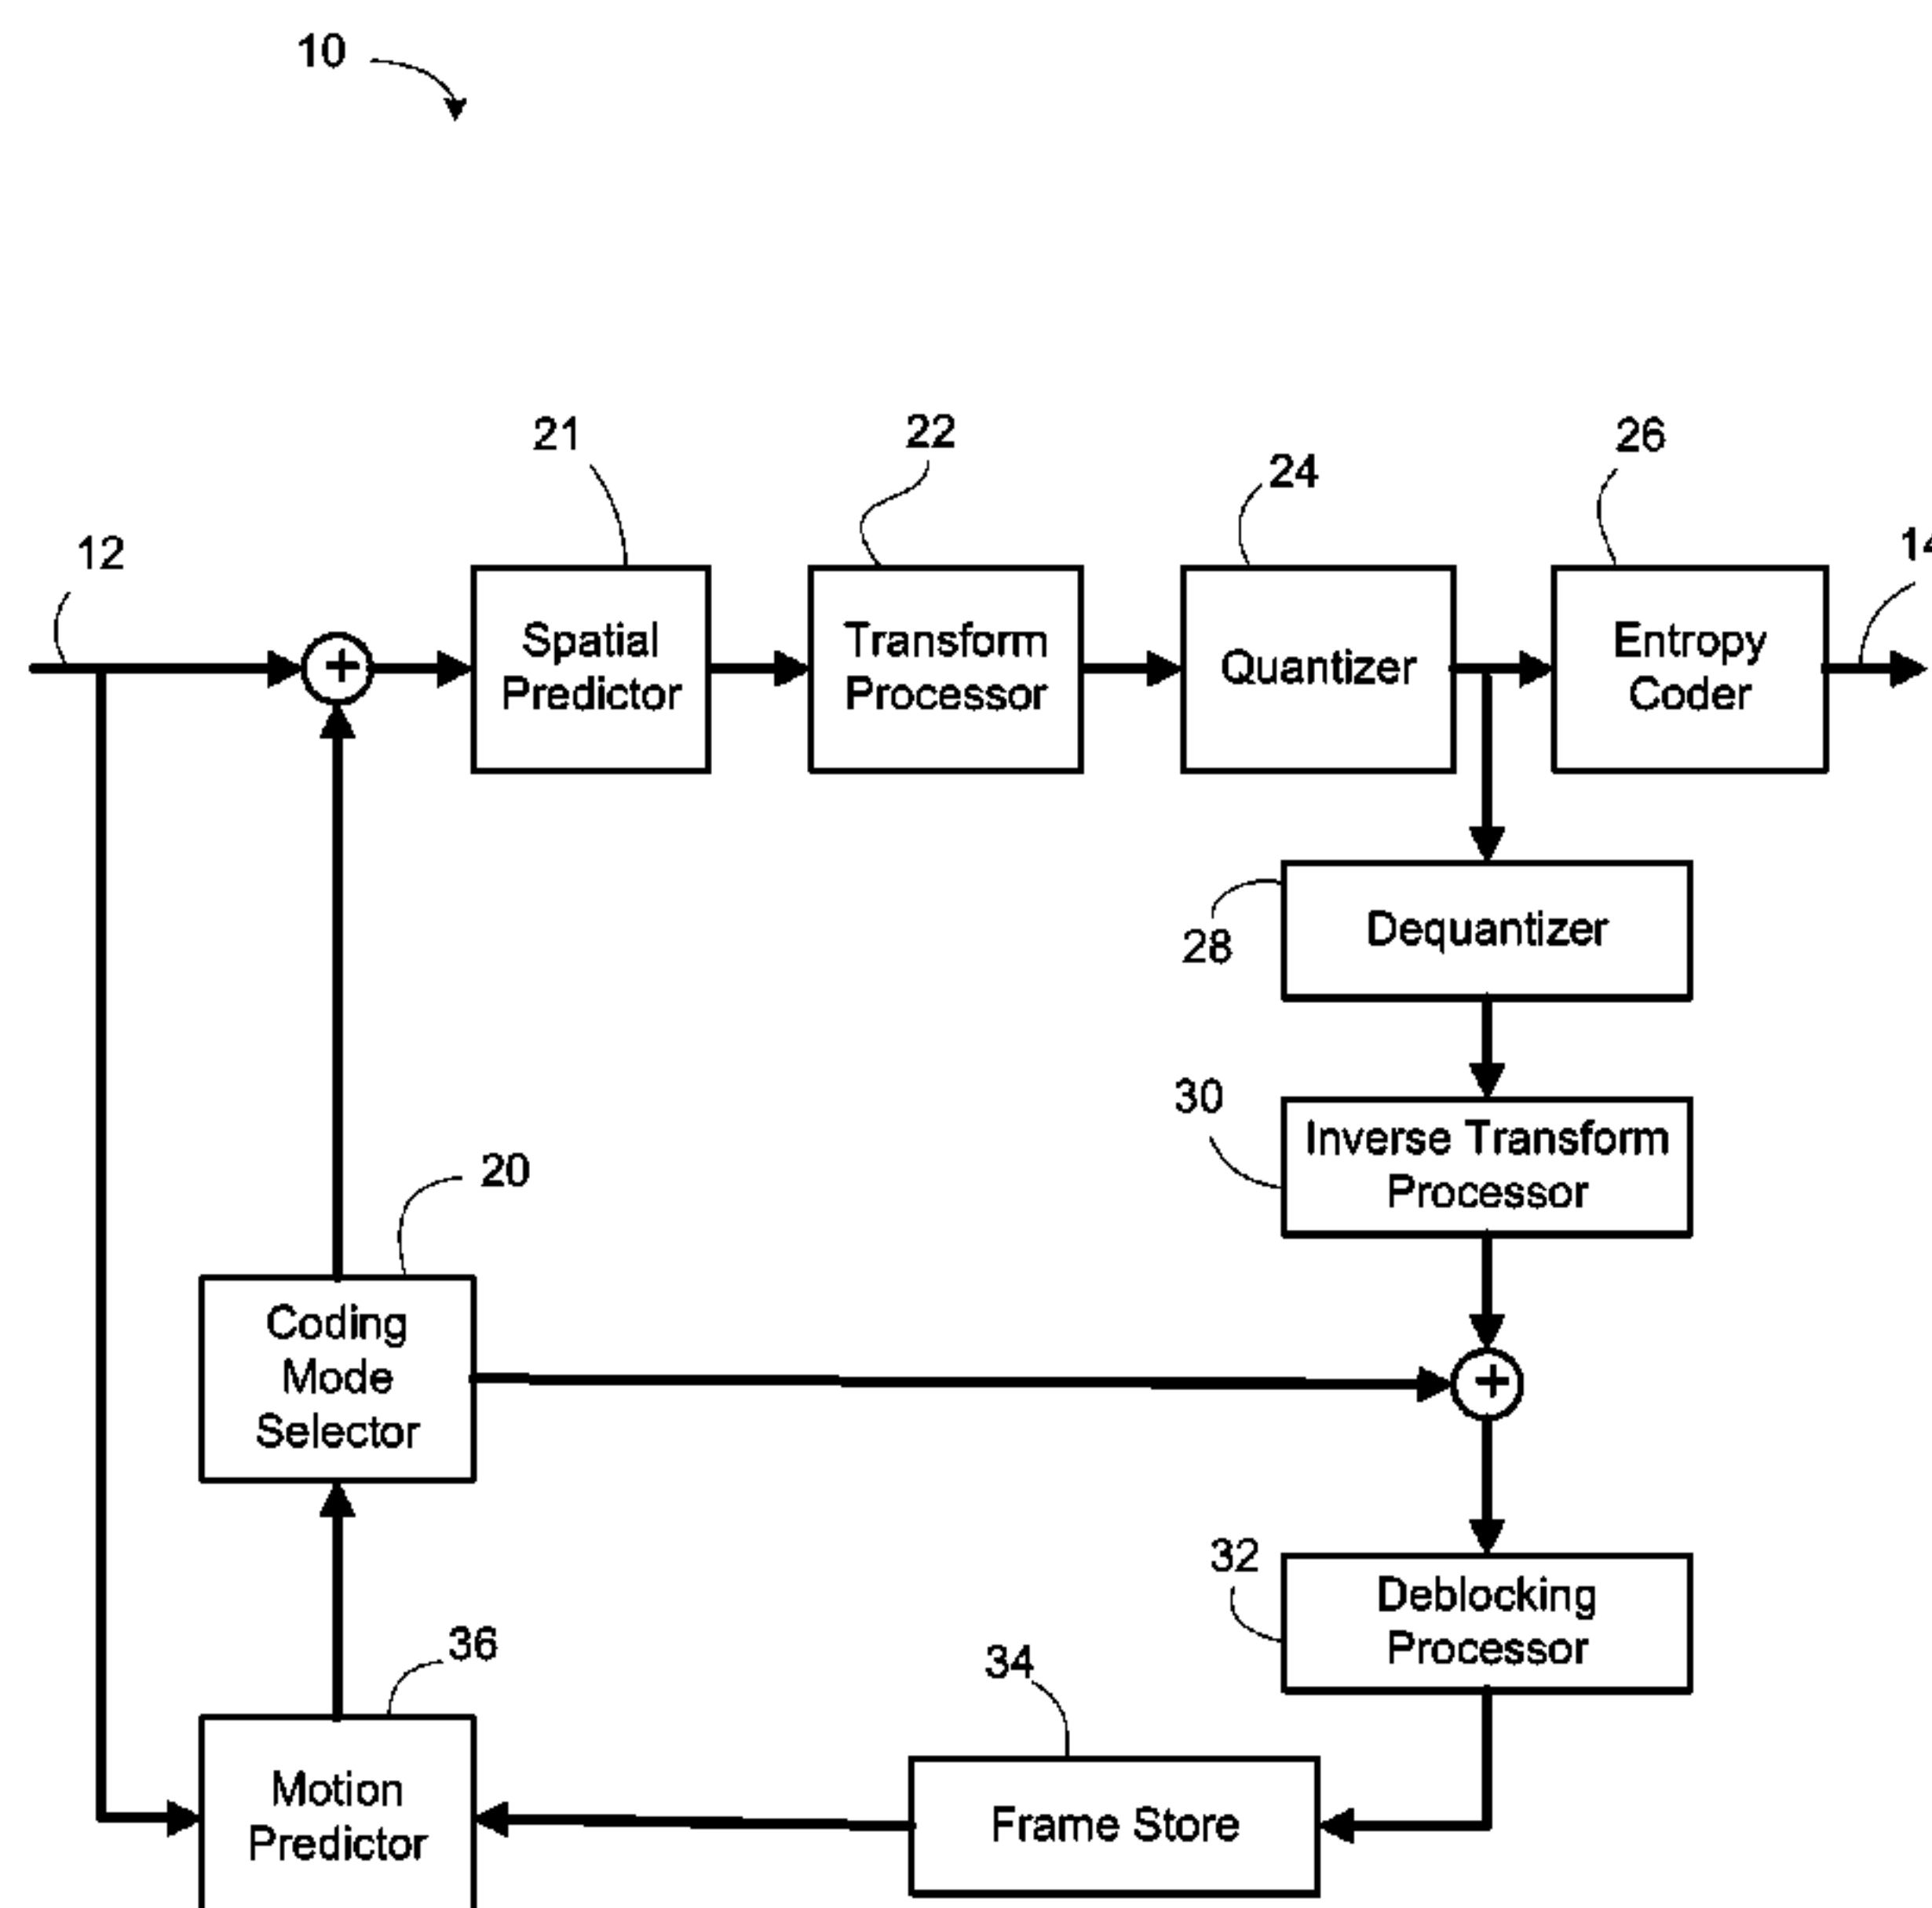 10
21
22
24
26
12
14
Spatial
Predictor
Transform
Processor
Quantizer
Entropy
Coder
+
28
Dequantizer
30
Inverse Transform
Processor
20
Coding
Mode
Selector
+
32
Deblocking
Processor
36
34
Motion
Predictor
Frame Store